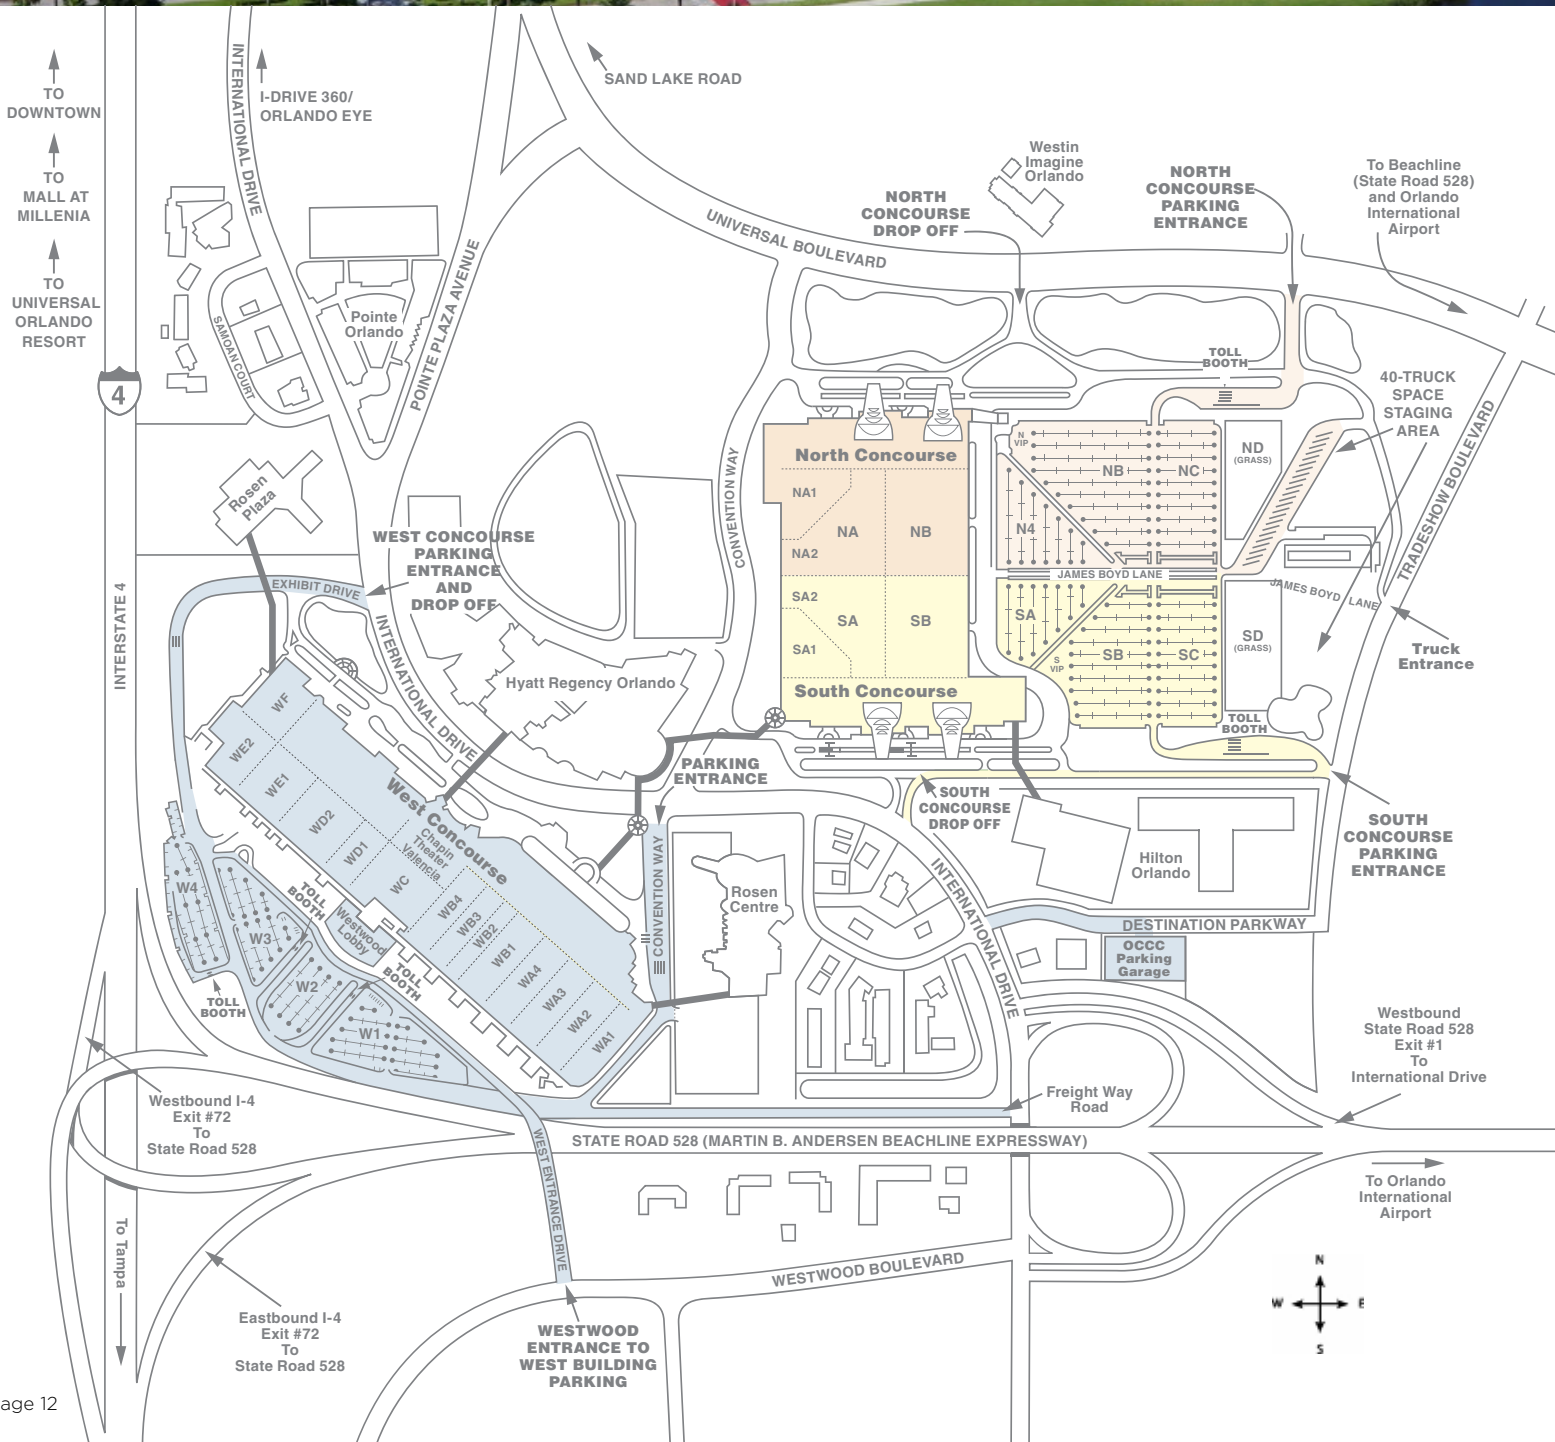 TO
DOWNTOWN
TO
MALL AT
MILLENIA
TO
UNIVERSAL
ORLANDO
RESORT
4
INTERSTATE 4
To Tampa
INTERNATIONAL DRIVE
I-DRIVE 360/
ORLANDO EYE
SAND LAKE ROAD
SAMOAN COURT
Pointe
Orlando
POINTE PLAZA AVENUE
UNIVERSAL BOULEVARD
NORTH
CONCOURSE
DROP OFF
Westin
Imagine
Orlando
NORTH
CONCOURSE
PARKING
ENTRANCE
To Beachline
(State Road 528)
and Orlando
International
Airport
TOLL
BOOTH
40-TRUCK
SPACE
STAGING
AREA
TRADESHOW BOULEVARD
Rosen
Plaza
WEST CONCOURSE
PARKING
ENTRANCE
AND
DROP OFF
EXHIBIT DRIVE
INTERNATIONAL DRIVE
CONVENTION WAY
North Concourse
NA1
NA
NB
NA2
SA2
SA
SB
SA1
South Concourse
N
VIP
NB
NC
N4
ND
(GRASS)
JAMES BOYD LANE
JAMES BOYD LANE
SA
S
VIP
SB
SC
SD
(GRASS)
Truck
Entrance
TOLL
BOOTH
Hyatt Regency Orlando
PARKING
ENTRANCE
SOUTH
CONCOURSE
DROP OFF
SOUTH
CONCOURSE
PARKING
ENTRANCE
Hilton
Orlando
WF
WE2
WE1
WD2
WD1
WC
West Concourse
Chapin
Theater
Valencia
WB4
WB3
WB2
WB1
WA4
WA3
WA2
WA1
Westwood
Lobby
W4
W3
W2
W1
TOLL
BOOTH
TOLL
BOOTH
TOLL
BOOTH
CONVENTION WAY
Rosen
Centre
INTERNATIONAL DRIVE
DESTINATION PARKWAY
OCCC
Parking
Garage
Westbound
State Road 528
Exit #1
To
International Drive
Freight Way
Road
Westbound I-4
Exit #72
To
State Road 528
STATE ROAD 528 (MARTIN B. ANDERSEN BEACHLINE EXPRESSWAY)
WEST ENTRANCE DRIVE
To Orlando
International
Airport
WESTWOOD BOULEVARD
Eastbound I-4
Exit #72
To
State Road 528
WESTWOOD
ENTRANCE TO
WEST BUILDING
PARKING
N
W
E
S
age 12